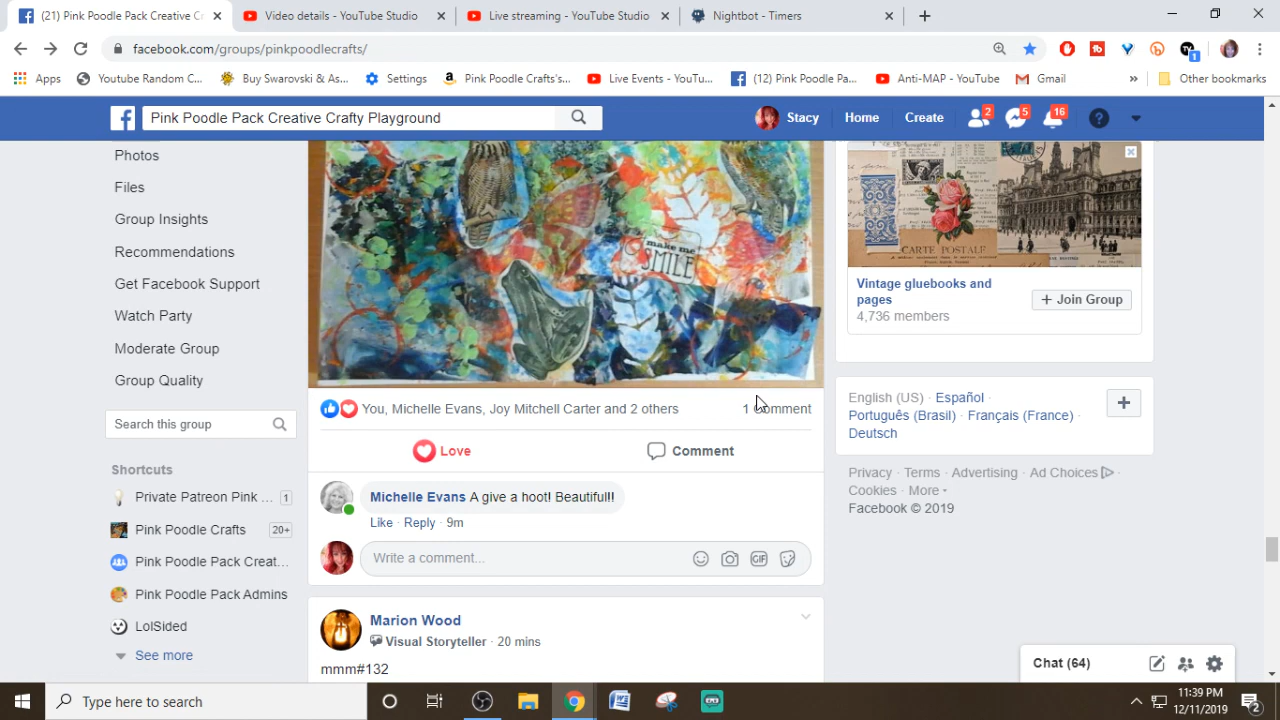 (21) Pink Poodle Pack Creative C
Video details - YouTube Studio
Live streaming - YouTube Studio
Nightbot - Timers
facebook.com/groups/pinkpoodlecrafts/
1
Apps
Youtube Random C...
Buy Swarovski & As...
Settings
Pink Poodle Crafts's...
Live Events - YouTu...
(12) Pink Poodle Pa...
Anti-MAP - YouTube
Gmail
Other bookmarks
Pink Poodle Pack Creative Crafty Playground
Stacy
Home
Create
2
5
16
Photos
Files
Group Insights
Recommendations
Get Facebook Support
Watch Party
Moderate Group
Group Quality
Search this group
Shortcuts
Private Patreon Pink ...
1
Pink Poodle Crafts
20+
Pink Poodle Pack Creat...
Pink Poodle Pack Admins
LolSided
See more
make me
SMILE
You, Michelle Evans, Joy Mitchell Carter and 2 others
1 Comment
Love
Comment
Michelle Evans A give a hoot! Beautiful!!
Like · Reply · 9m
Write a comment...
GIF
Marion Wood
Visual Storyteller · 20 mins
mmm#132
CARTE POSTALE
Vintage gluebooks and
pages
4,736 members
+ Join Group
English (US) · Español ·
Português (Brasil) · Français (France) ·
Deutsch
Privacy · Terms · Advertising · Ad Choices ·
Cookies · More
Facebook © 2019
Chat (64)
Type here to search
11:39 PM
12/11/2019
2